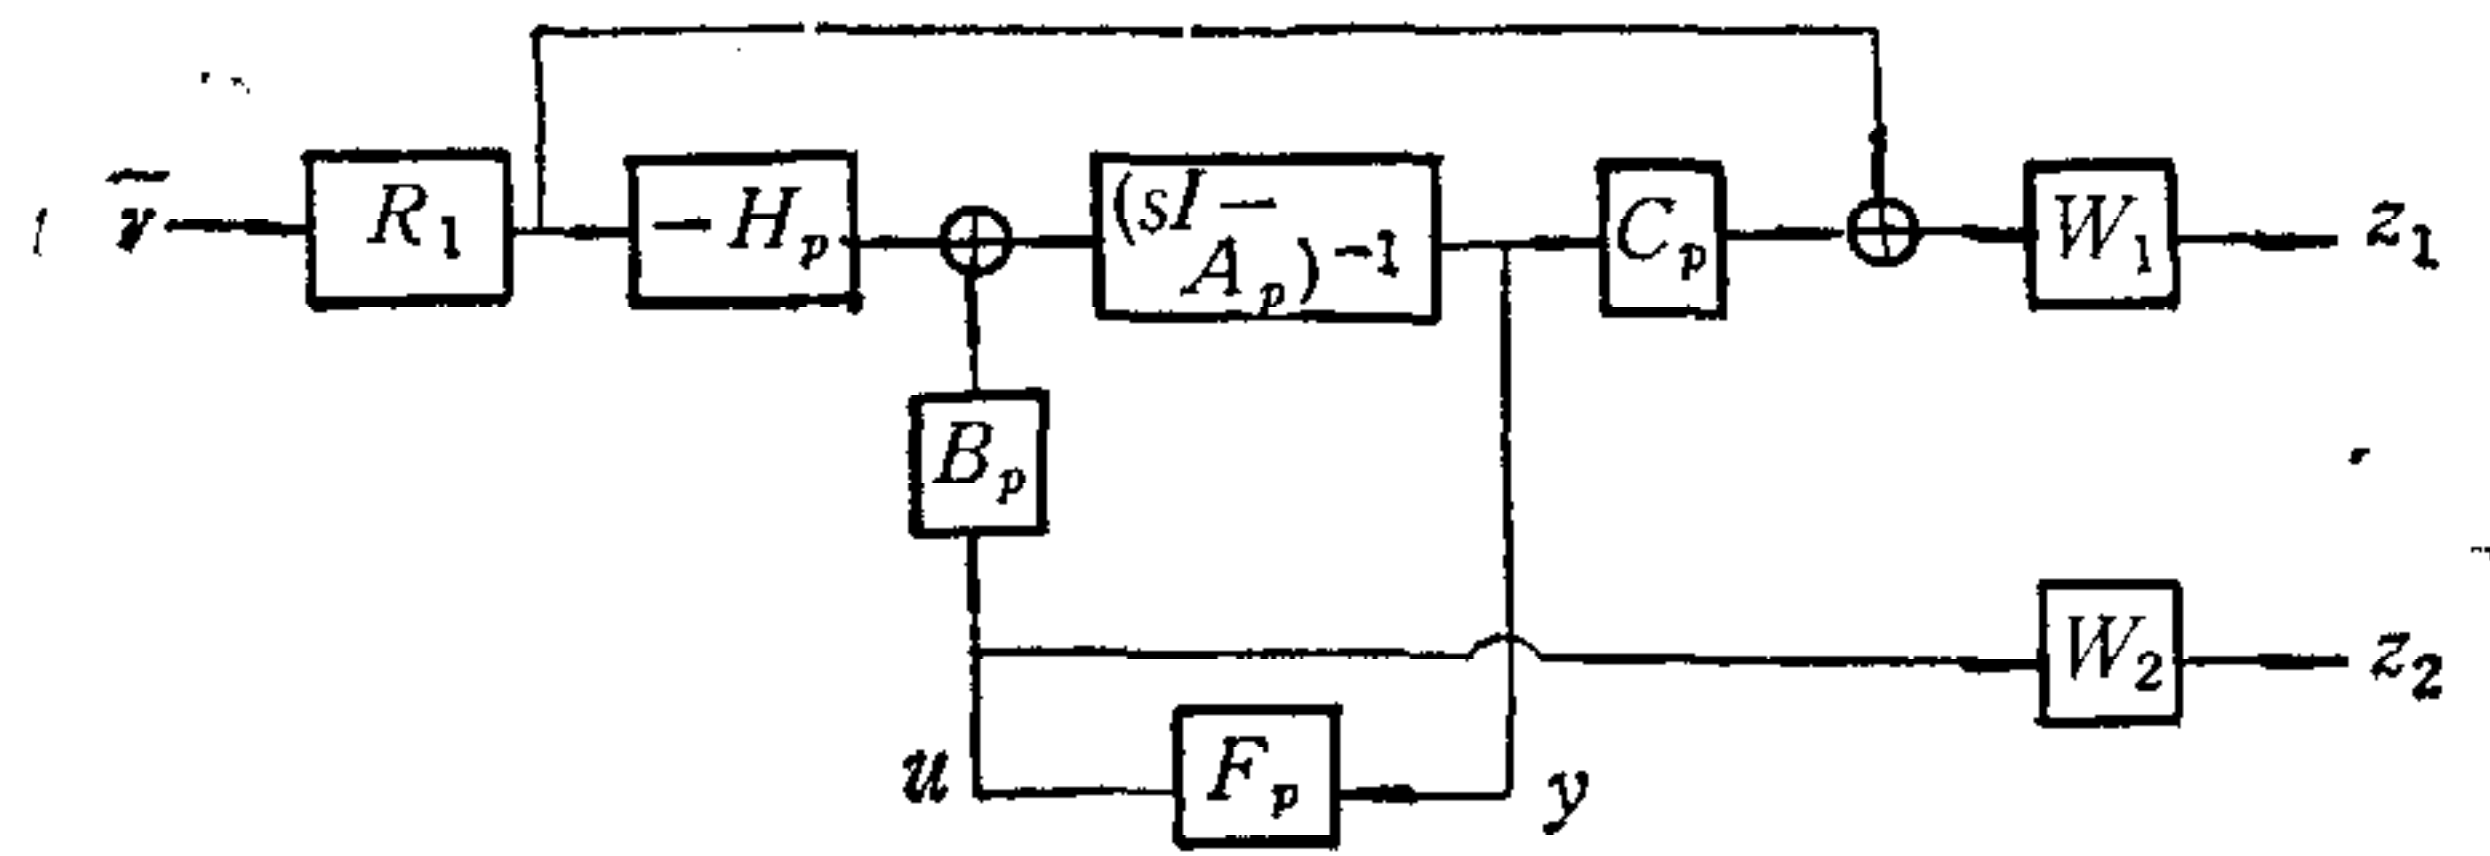 r̃
R₁
−Hₚ
(sI − Aₚ)⁻¹
Cₚ
W₁
z₁
Bₚ
W₂
z₂
u
Fₚ
y